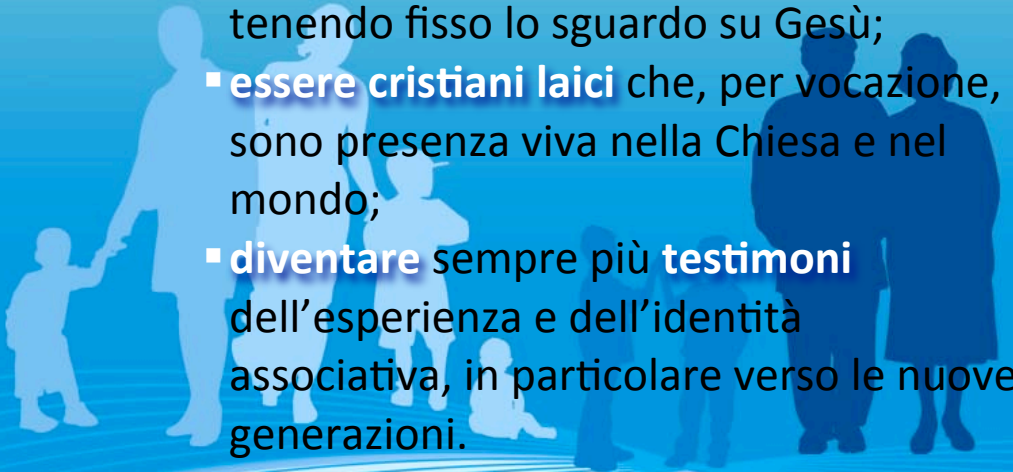 tenendo fisso lo sguardo su Gesù;
▪ essere cristiani laici che, per vocazione,
sono presenza viva nella Chiesa e nel
mondo;
▪ diventare sempre più testimoni
dell’esperienza e dell’identità
associativa, in particolare verso le nuove
generazioni.